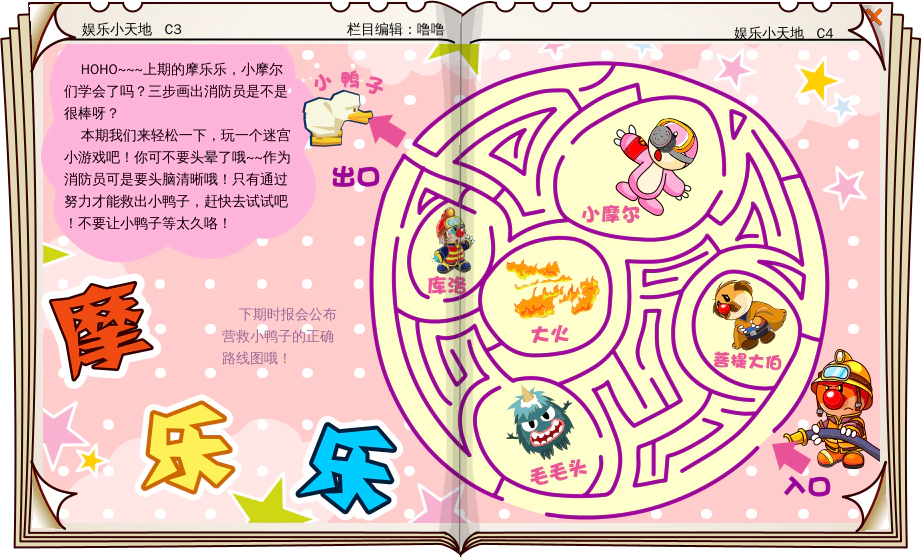 娱乐小天地 C3
栏目编辑：噜噜
娱乐小天地 C4
HOHO~~~上期的摩乐乐，小摩尔
们学会了吗？三步画出消防员是不是
很棒呀？
本期我们来轻松一下，玩一个迷宫
小游戏吧！你可不要头晕了哦~~作为
消防员可是要头脑清晰哦！只有通过
努力才能救出小鸭子，赶快去试试吧
！不要让小鸭子等太久咯！
小鸭子
出口
小摩尔
库洛
大火
菩提大伯
毛毛头
入口
下期时报会公布
营救小鸭子的正确
路线图哦！
摩
乐
乐